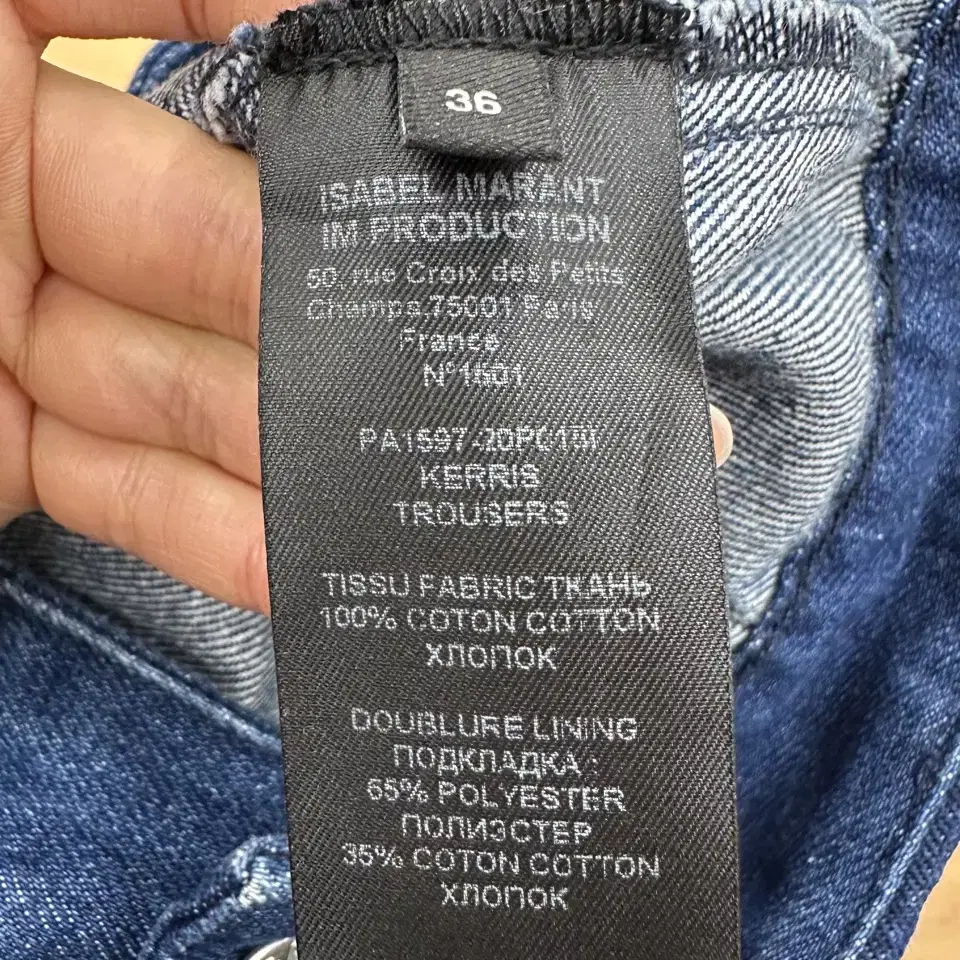 36
ISABEL MARANT
IM PRODUCTION
50, rue Croix des Petits
Champs 75001 Paris
France
N°1601
KERRIS
TROUSERS
TISSU FABRIC ТКАНЬ
100% COTON COTTON
ХЛОПОК
DOUBLURE LINING
ПОДКЛАДКА :
65% POLYESTER
ПОЛИЭСТЕР
35% COTON COTTON
ХЛОПОК